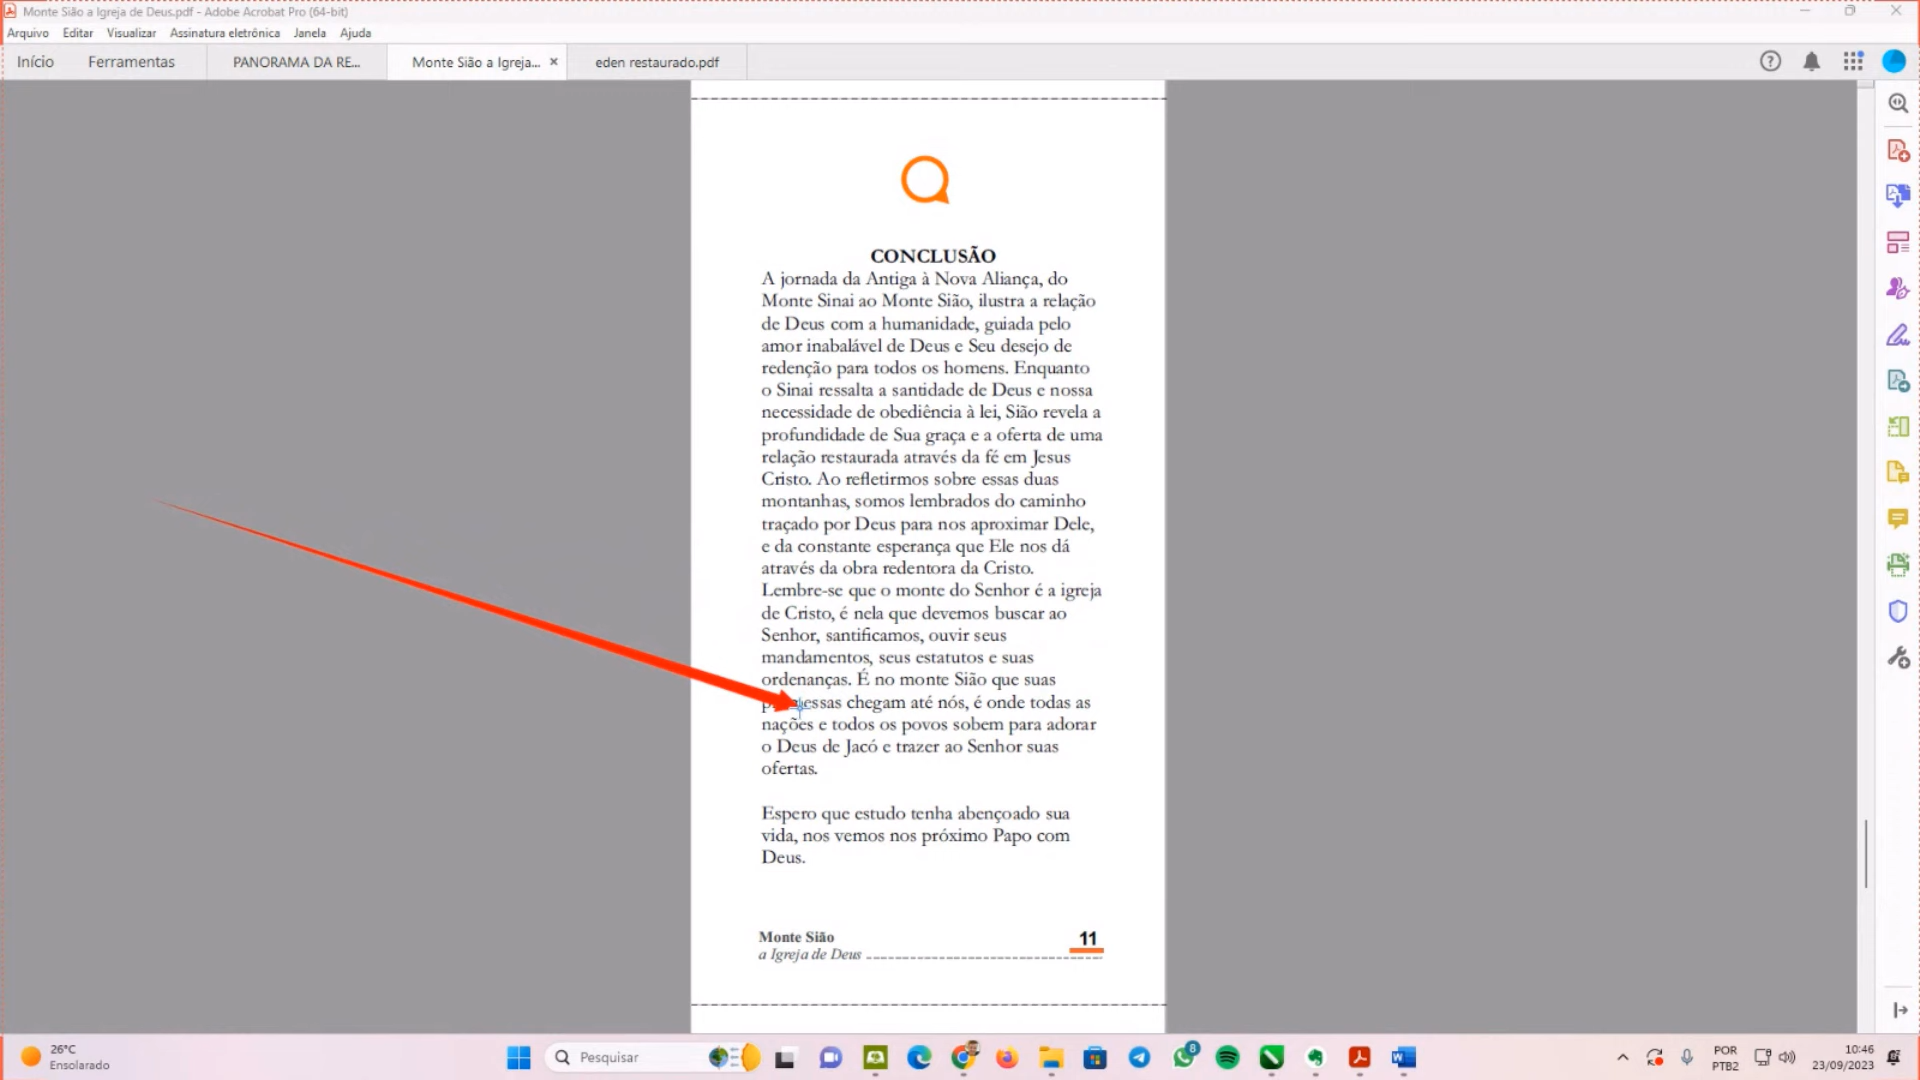 Monte Sião a Igreja de Deus.pdf - Adobe Acrobat Pro (64-bit)
Arquivo Editar Visualizar Assinatura eletrônica Janela Ajuda
Início Ferramentas PANORAMA DA RE... Monte Sião a Igreja... × eden restaurado.pdf
CONCLUSÃO
A jornada da Antiga à Nova Aliança, do
Monte Sinai ao Monte Sião, ilustra a relação
de Deus com a humanidade, guiada pelo
amor inabalável de Deus e Seu desejo de
redenção para todos os homens. Enquanto
o Sinai ressalta a santidade de Deus e nossa
necessidade de obediência à lei, Sião revela a
profundidade de Sua graça e a oferta de uma
relação restaurada através da fé em Jesus
Cristo. Ao refletirmos sobre essas duas
montanhas, somos lembrados do caminho
traçado por Deus para nos aproximar Dele,
e da constante esperança que Ele nos dá
através da obra redentora da Cristo.
Lembre-se que o monte do Senhor é a igreja
de Cristo, é nela que devemos buscar ao
Senhor, santificamos, ouvir seus
mandamentos, seus estatutos e suas
ordenanças. É no monte Sião que suas
chegam até nós, é onde todas as
nações e todos os povos sobem para adorar
o Deus de Jacó e trazer ao Senhor suas
ofertas.
Espero que estudo tenha abençoado sua
vida, nos vemos nos próximo Papo com
Deus.
Monte Sião
a Igreja de Deus
11
26°C
Ensolarado
Pesquisar
8
POR
PTB2
10:46
23/09/2023